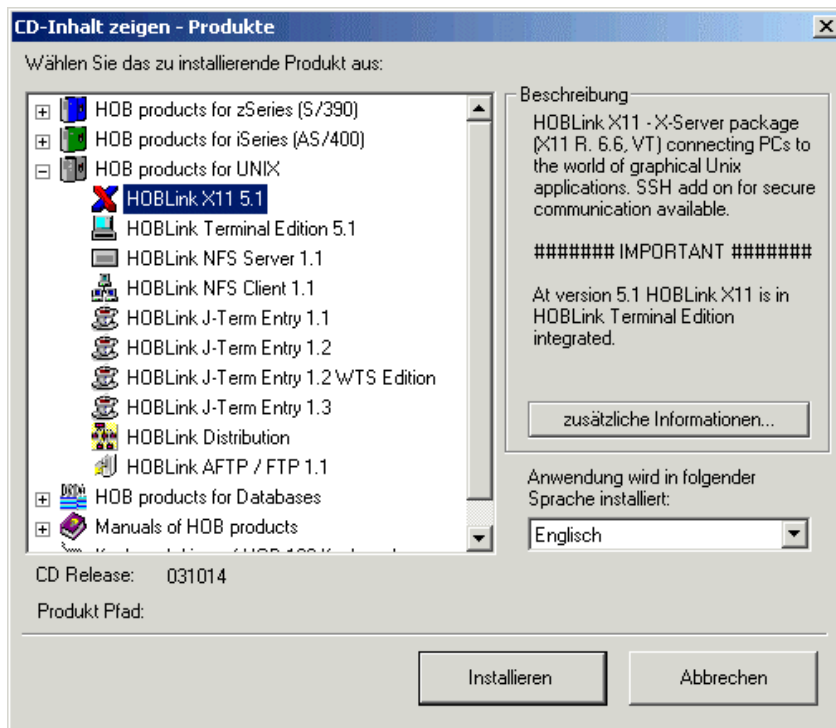 CD-Inhalt zeigen - Produkte
Wählen Sie das zu installierende Produkt aus:
HOB products for zSeries (S/390)
HOB products for iSeries (AS/400)
HOB products for UNIX
HOBLink X11 5.1
HOBLink Terminal Edition 5.1
HOBLink NFS Server 1.1
HOBLink NFS Client 1.1
HOBLink J-Term Entry 1.1
HOBLink J-Term Entry 1.2
HOBLink J-Term Entry 1.2 WTS Edition
HOBLink J-Term Entry 1.3
HOBLink Distribution
HOBLink AFTP / FTP 1.1
HOB products for Databases
Manuals of HOB products
Beschreibung
HOBLink X11 - X-Server package
(X11 R. 6.6, VT) connecting PCs to
the world of graphical Unix
applications. SSH add on for secure
communication available.
####### IMPORTANT #######
At version 5.1 HOBLink X11 is in
HOBLink Terminal Edition
integrated.
zusätzliche Informationen...
Anwendung wird in folgender
Sprache installiert:
Englisch
CD Release: 031014
Produkt Pfad:
Installieren
Abbrechen